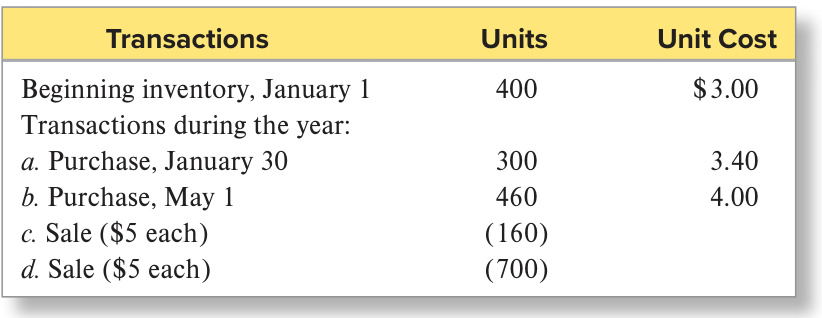 Transactions Units Unit Cost
Beginning inventory, January 1 400 $3.00
Transactions during the year:
a. Purchase, January 30 300 3.40
b. Purchase, May 1 460 4.00
c. Sale ($5 each) (160)
d. Sale ($5 each) (700)